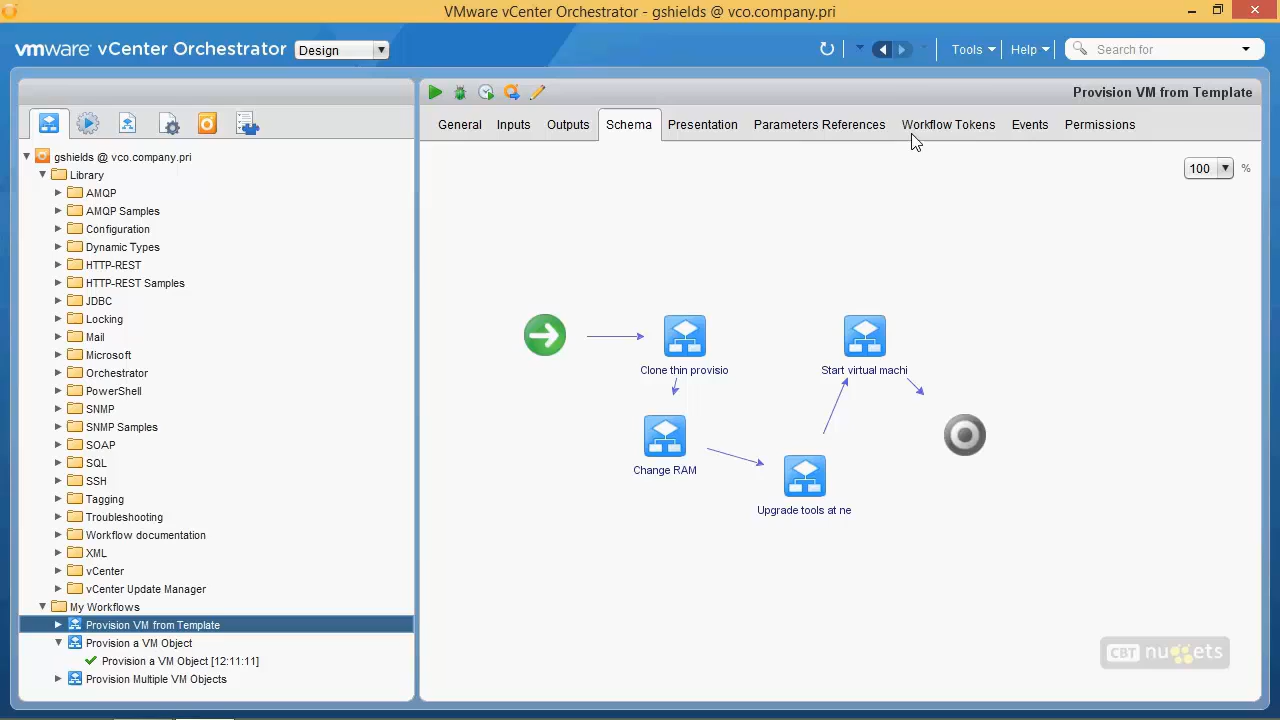 VMware vCenter Orchestrator - gshields @ vco.company.pri
vmware vCenter Orchestrator Design Tools Help Search for
Provision VM from Template
General Inputs Outputs Schema Presentation Parameters References Workflow Tokens Events Permissions
100 %
gshields @ vco.company.pri
Library
AMQP
AMQP Samples
Configuration
Dynamic Types
HTTP-REST
HTTP-REST Samples
JDBC
Locking
Mail
Microsoft
Orchestrator
PowerShell
SNMP
SNMP Samples
SOAP
SQL
SSH
Tagging
Troubleshooting
Workflow documentation
XML
vCenter
vCenter Update Manager
My Workflows
Provision VM from Template
Provision a VM Object
Provision a VM Object [12:11:11]
Provision Multiple VM Objects
Clone thin provisio
Start virtual machi
Change RAM
Upgrade tools at ne
CBT nuggets